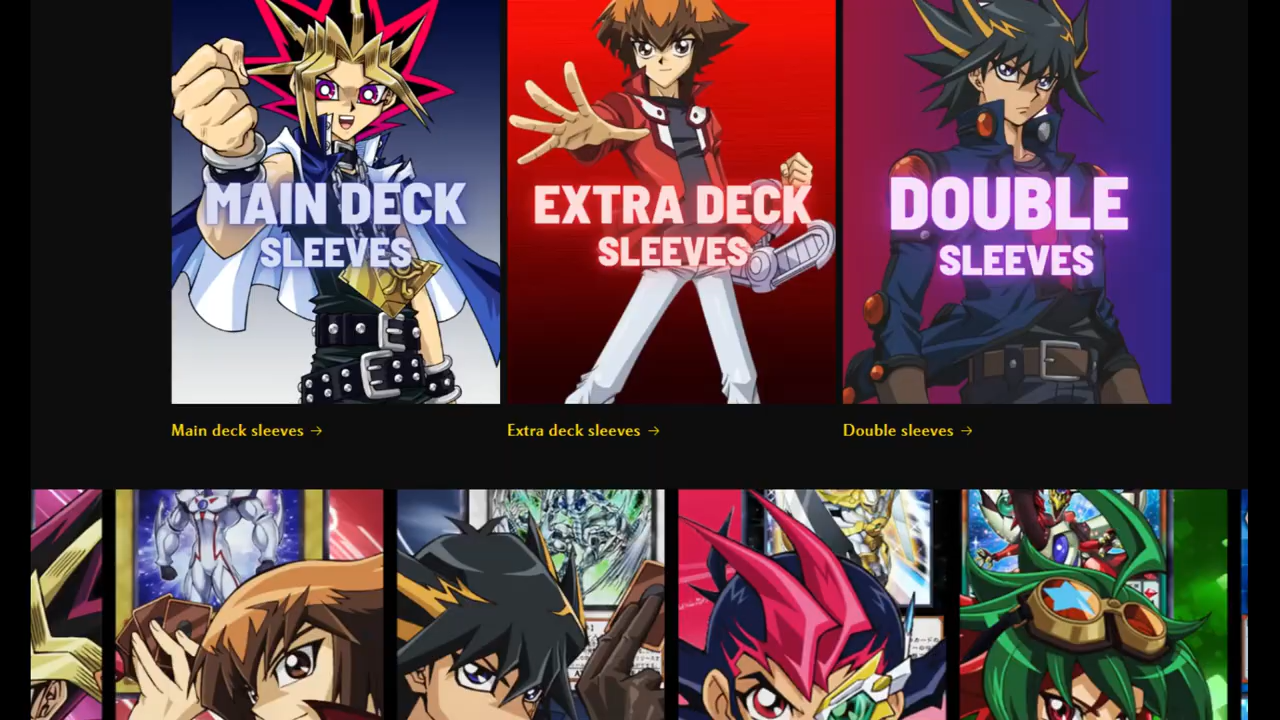 MAIN DECK
SLEEVES
EXTRA DECK
SLEEVES
DOUBLE
SLEEVES
Main deck sleeves →
Extra deck sleeves →
Double sleeves →